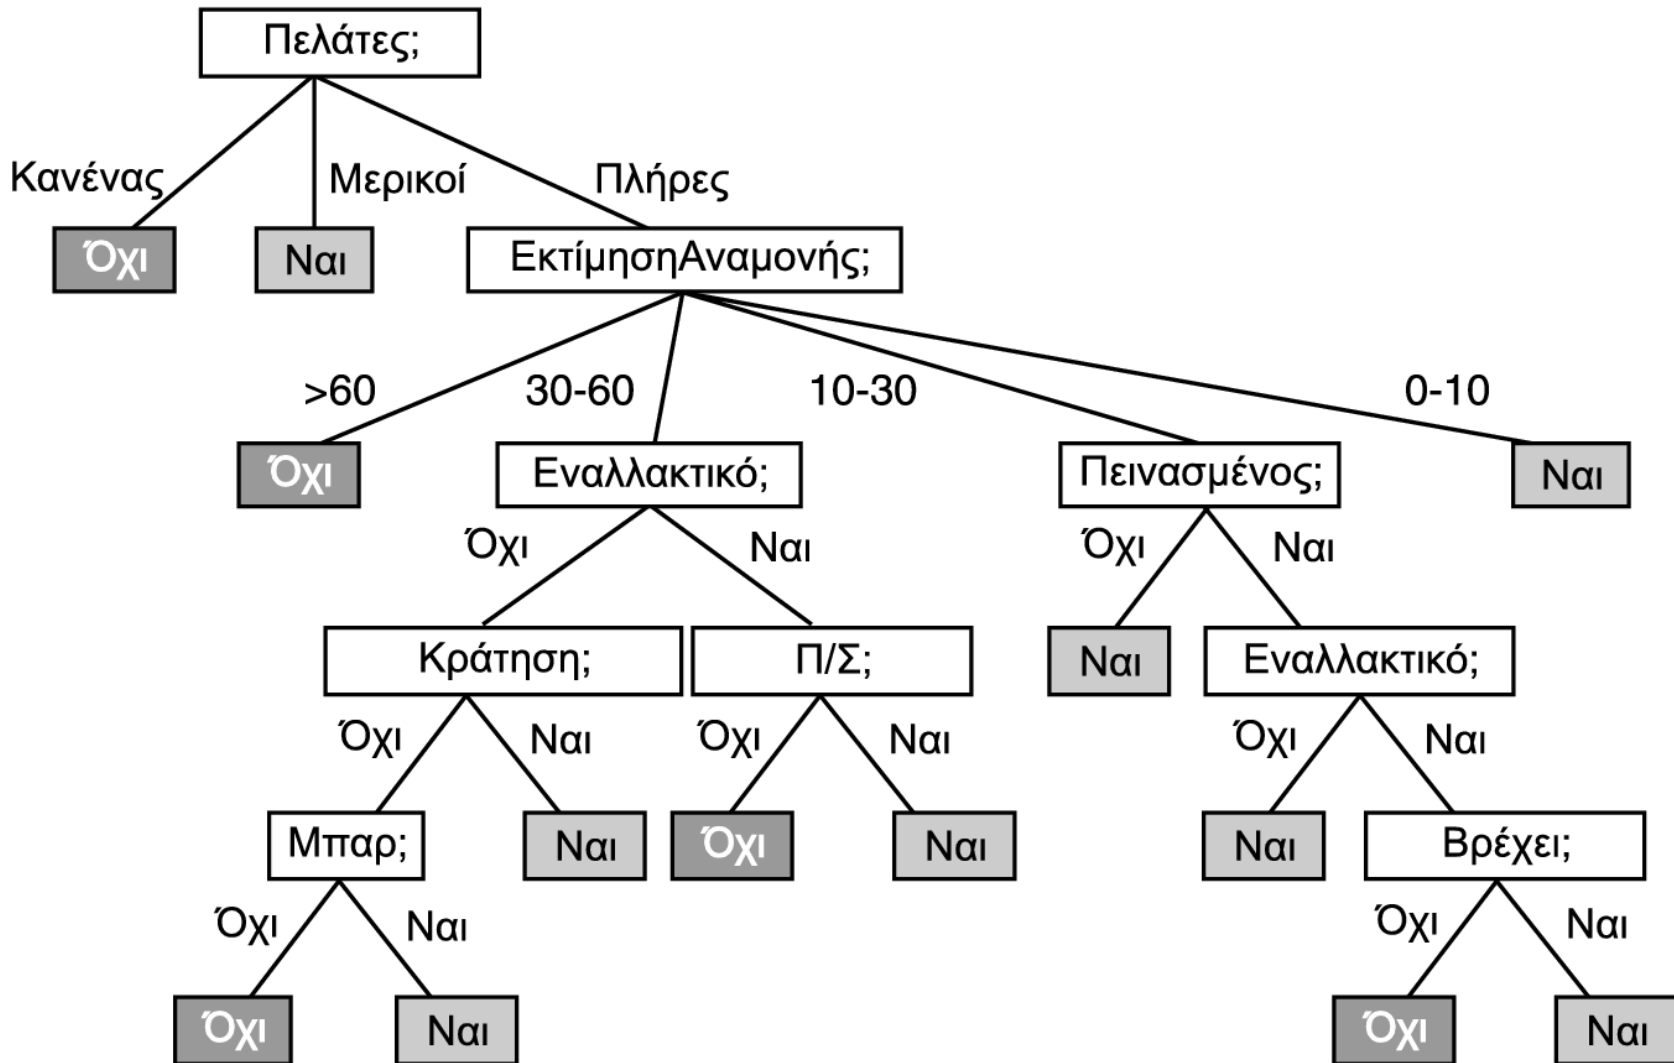 Πελάτες;
Κανένας Μερικοί Πλήρες
Όχι Ναι ΕκτίμησηΑναμονής;
>60 30-60 10-30 0-10
Όχι Εναλλακτικό; Πεινασμένος; Ναι
Όχι Ναι Όχι Ναι
Κράτηση; Π/Σ; Ναι Εναλλακτικό;
Όχι Ναι Όχι Ναι Όχι Ναι
Μπαρ; Ναι Όχι Ναι Ναι Βρέχει;
Όχι Ναι Όχι Ναι
Όχι Ναι Όχι Ναι